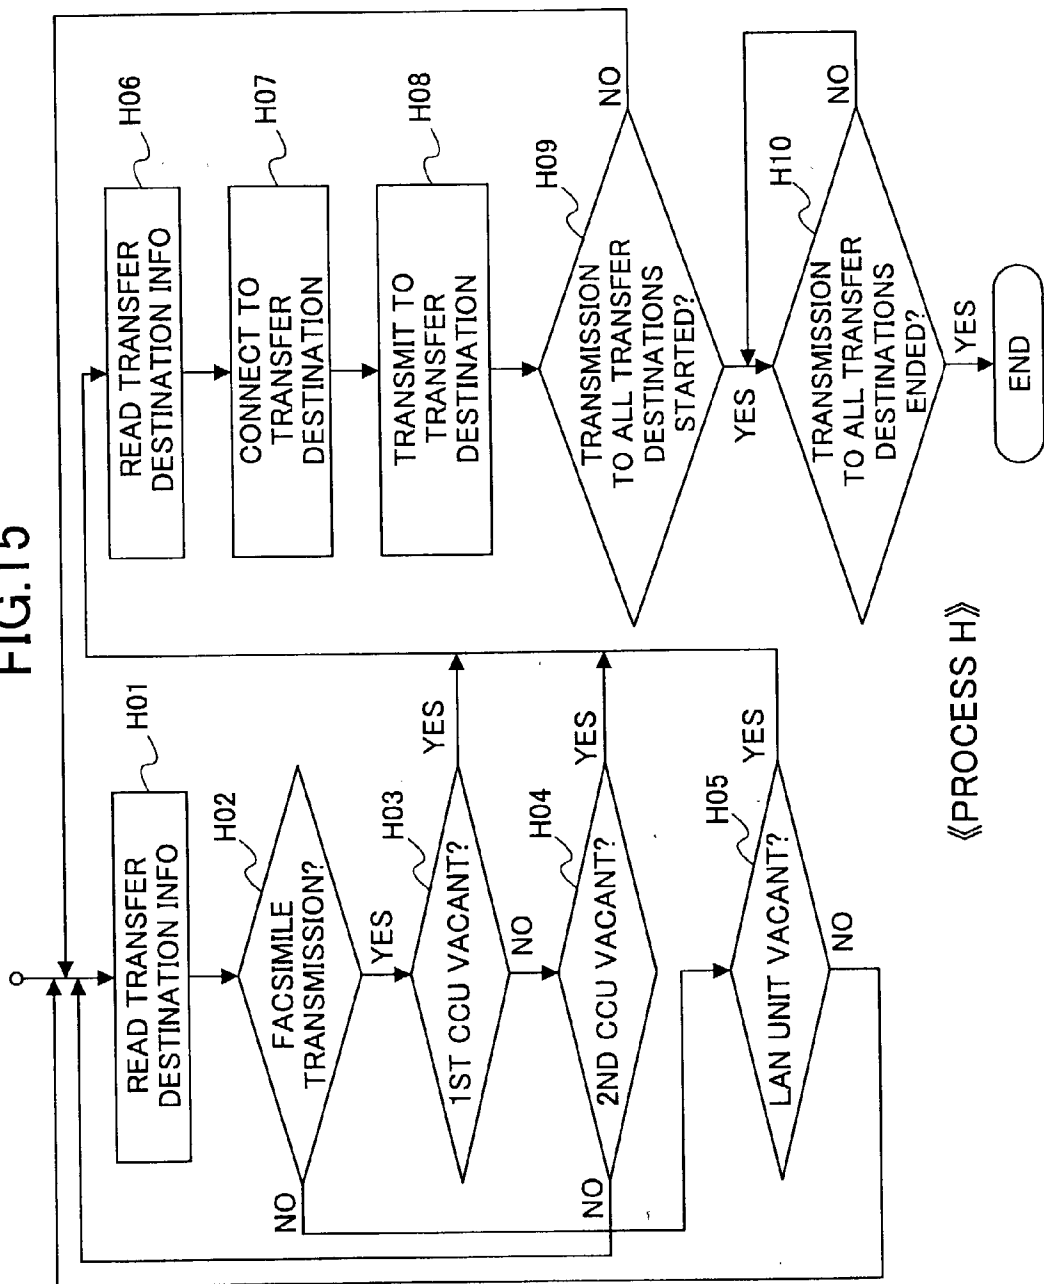 FIG.15
READ TRANSFER
DESTINATION INFO
H01
FACSIMILE
TRANSMISSION?
H02
NO
YES
1ST CCU VACANT?
H03
YES
NO
2ND CCU VACANT?
H04
YES
NO
LAN UNIT VACANT?
H05
YES
NO
READ TRANSFER
DESTINATION INFO
H06
CONNECT TO
TRANSFER
DESTINATION
H07
TRANSMIT TO
TRANSFER
DESTINATION
H08
TRANSMISSION
TO ALL TRANSFER
DESTINATIONS
STARTED?
H09
NO
YES
TRANSMISSION
TO ALL TRANSFER
DESTINATIONS
ENDED?
H10
NO
YES
END
《PROCESS H》